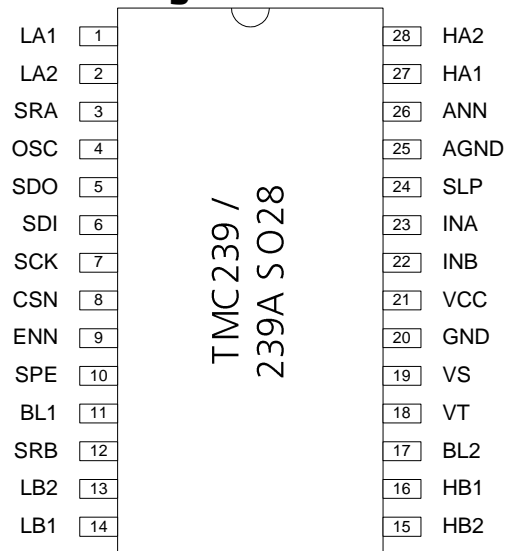 LA1 1 28 HA2
LA2 2 27 HA1
SRA 3 26 ANN
OSC 4 25 AGND
SDO 5 24 SLP
SDI 6 23 INA
SCK 7 22 INB
CSN 8 21 VCC
ENN 9 20 GND
SPE 10 19 VS
BL1 11 18 VT
SRB 12 17 BL2
LB2 13 16 HB1
LB1 14 15 HB2
TMC239 /
239A SO28